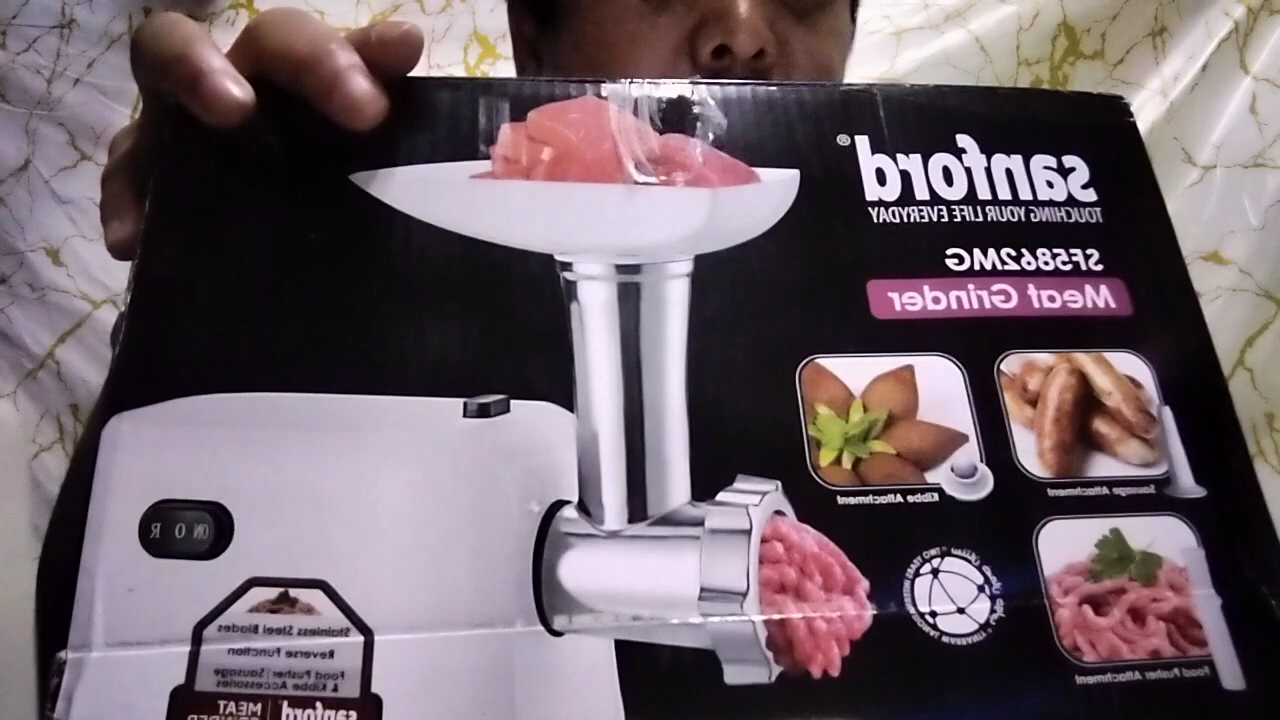 sanford®
TOUCHING YOUR LIFE EVERYDAY
SF5862MG
Meat Grinder
Sausage Attachment
Kibbe Attachment
Food Pusher Attachment
ON O R
Stainless Steel Blades
Reverse Function
Food Pusher | Sausage
& Kibbe Accessories
sanford | MEAT
GRINDER